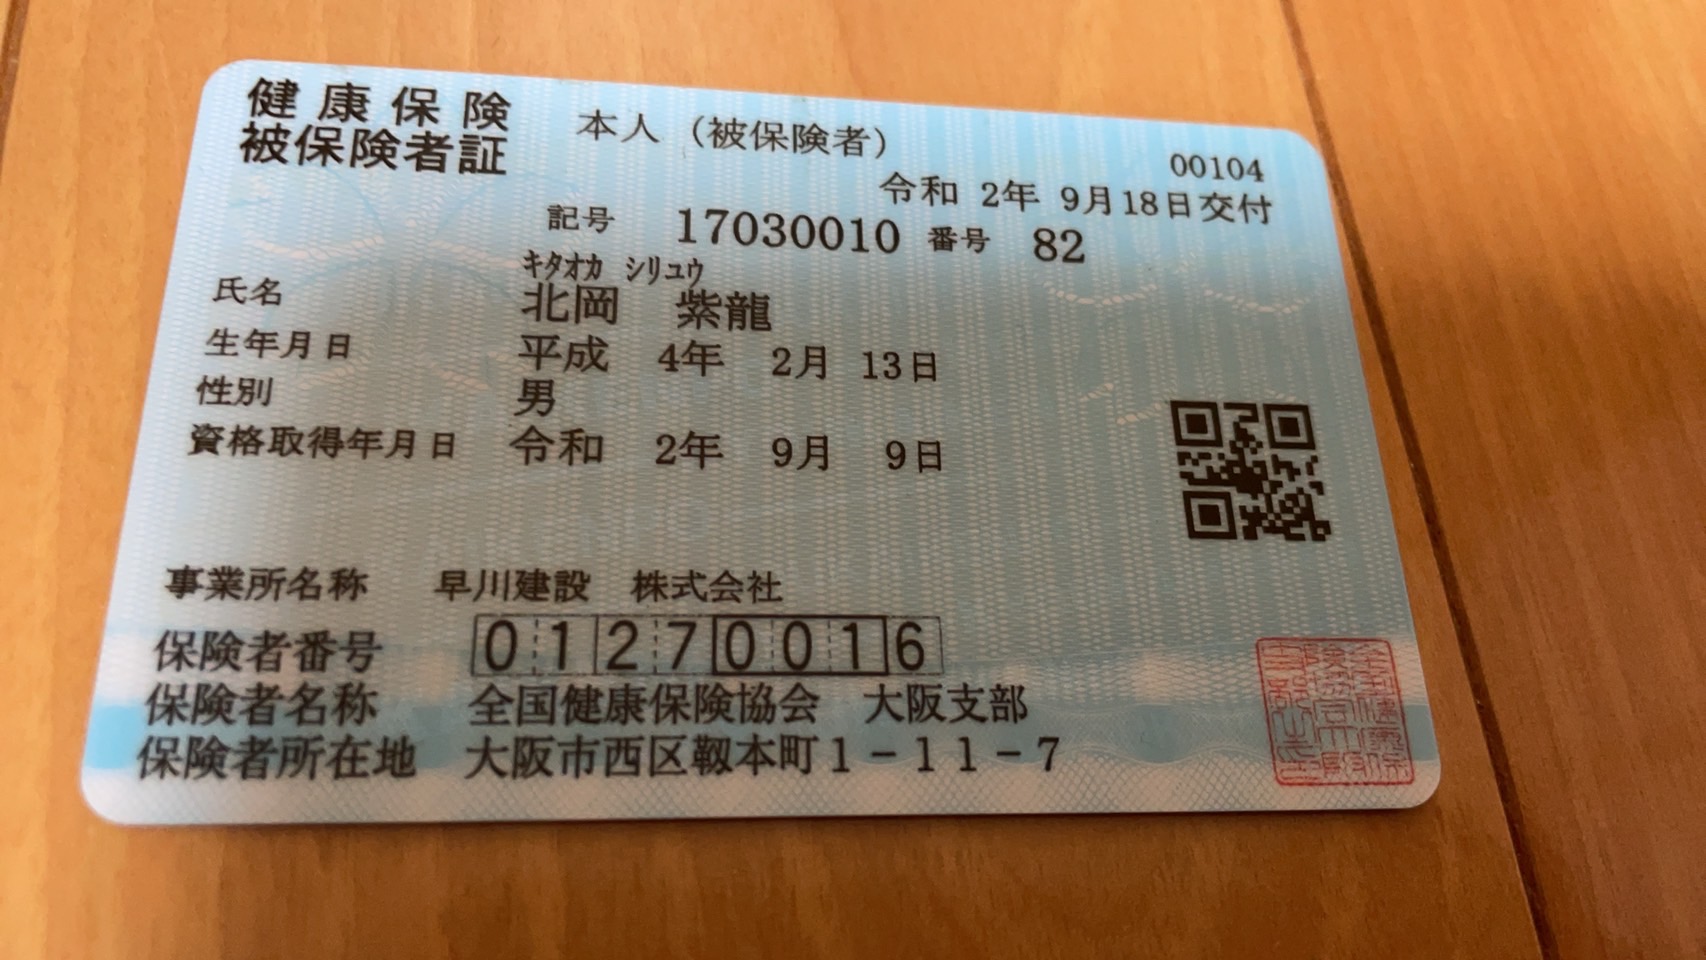 健康保険
被保険者証
本人（被保険者）
00104
令和 2年 9月18日交付
記号 17030010 番号 82
ｷﾀｵｶ ｼﾘﾕｳ
氏名 北岡 紫龍
生年月日 平成 4年 2月 13日
性別 男
資格取得年月日 令和 2年 9月 9日
事業所名称 早川建設 株式会社
保険者番号 01270016
保険者名称 全国健康保険協会 大阪支部
保険者所在地 大阪市西区靱本町1-11-7